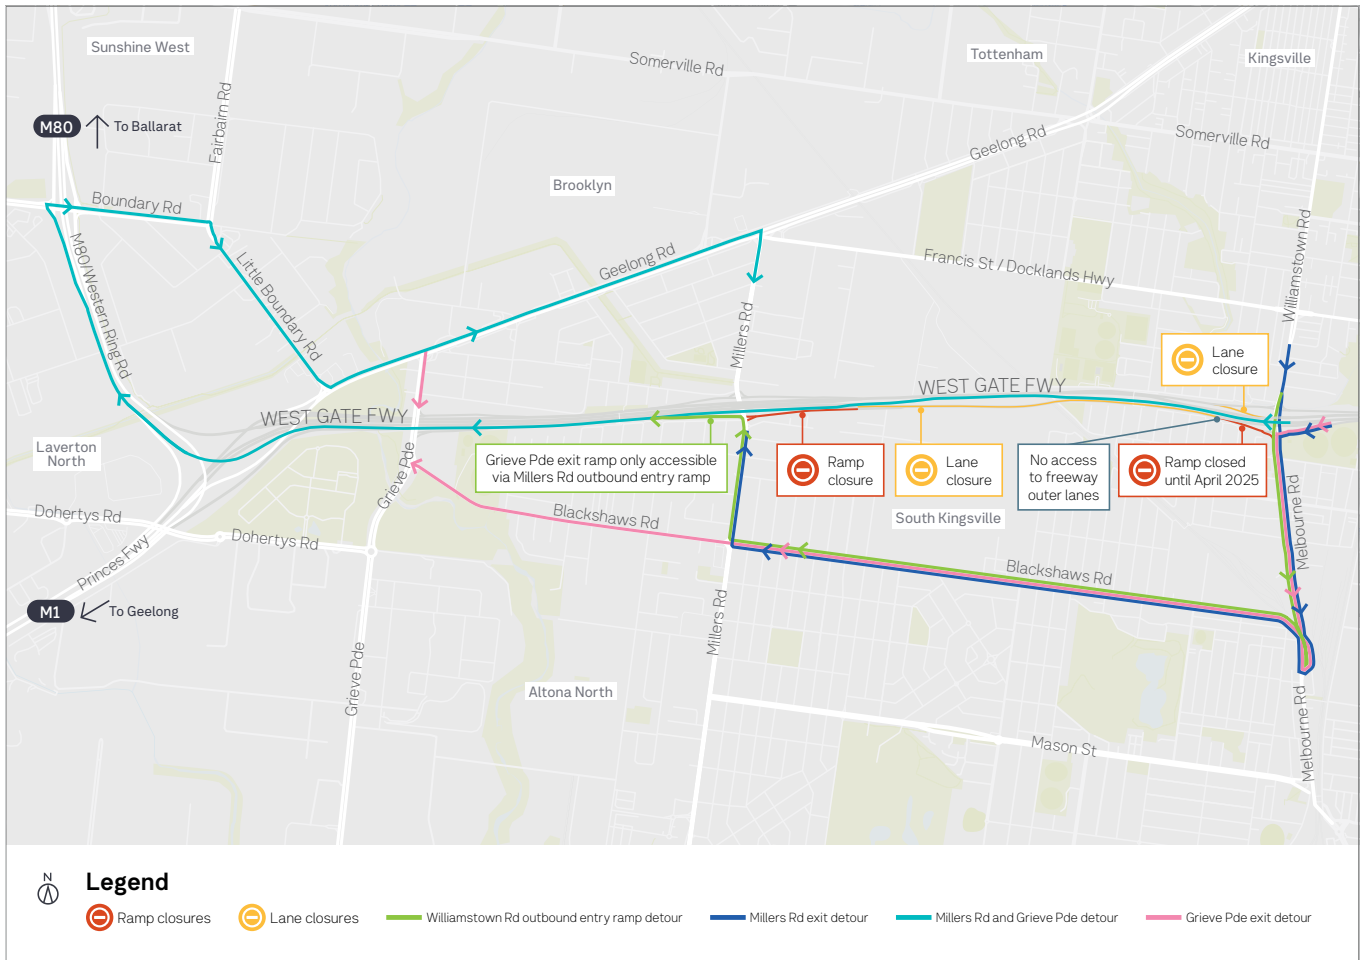 Sunshine West
Somerville Rd
Tottenham
Kingsville
Fairbairn Rd
M80
To Ballarat
Geelong Rd
Somerville Rd
Brooklyn
Boundary Rd
Williamstown Rd
M80/Western Ring Rd
Little Boundary Rd
Geelong Rd
Francis St / Docklands Hwy
Millers Rd
Lane
closure
WEST GATE FWY
WEST GATE FWY
Laverton
North
Grieve Pde exit ramp only accessible
via Millers Rd outbound entry ramp
Ramp
closure
Lane
closure
No access
to freeway
outer lanes
Ramp closed
until April 2025
Grieve Pde
Melbourne Rd
Dohertys Rd
Dohertys Rd
Blackshaws Rd
South Kingsville
Princes Fwy
Blackshaws Rd
M1
To Geelong
Millers Rd
Grieve Pde
Altona North
Melbourne Rd
Mason St
N
Legend
Ramp closures
Lane closures
Williamstown Rd outbound entry ramp detour
Millers Rd exit detour
Millers Rd and Grieve Pde detour
Grieve Pde exit detour